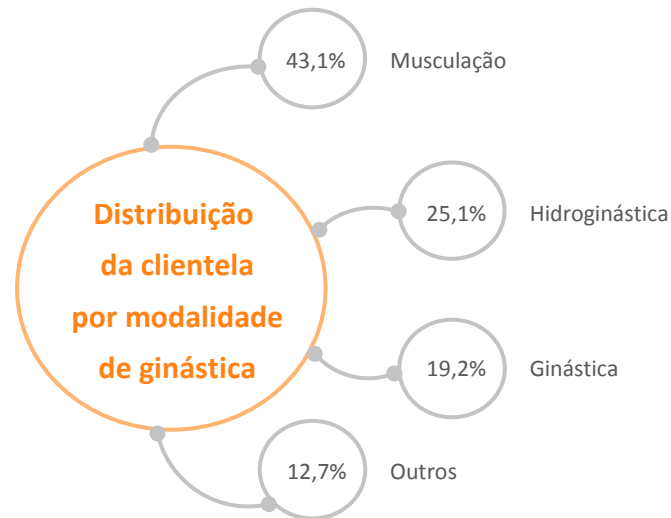 43,1% Musculação
Distribuição
da clientela
por modalidade
de ginástica
25,1% Hidroginástica
19,2% Ginástica
12,7% Outros